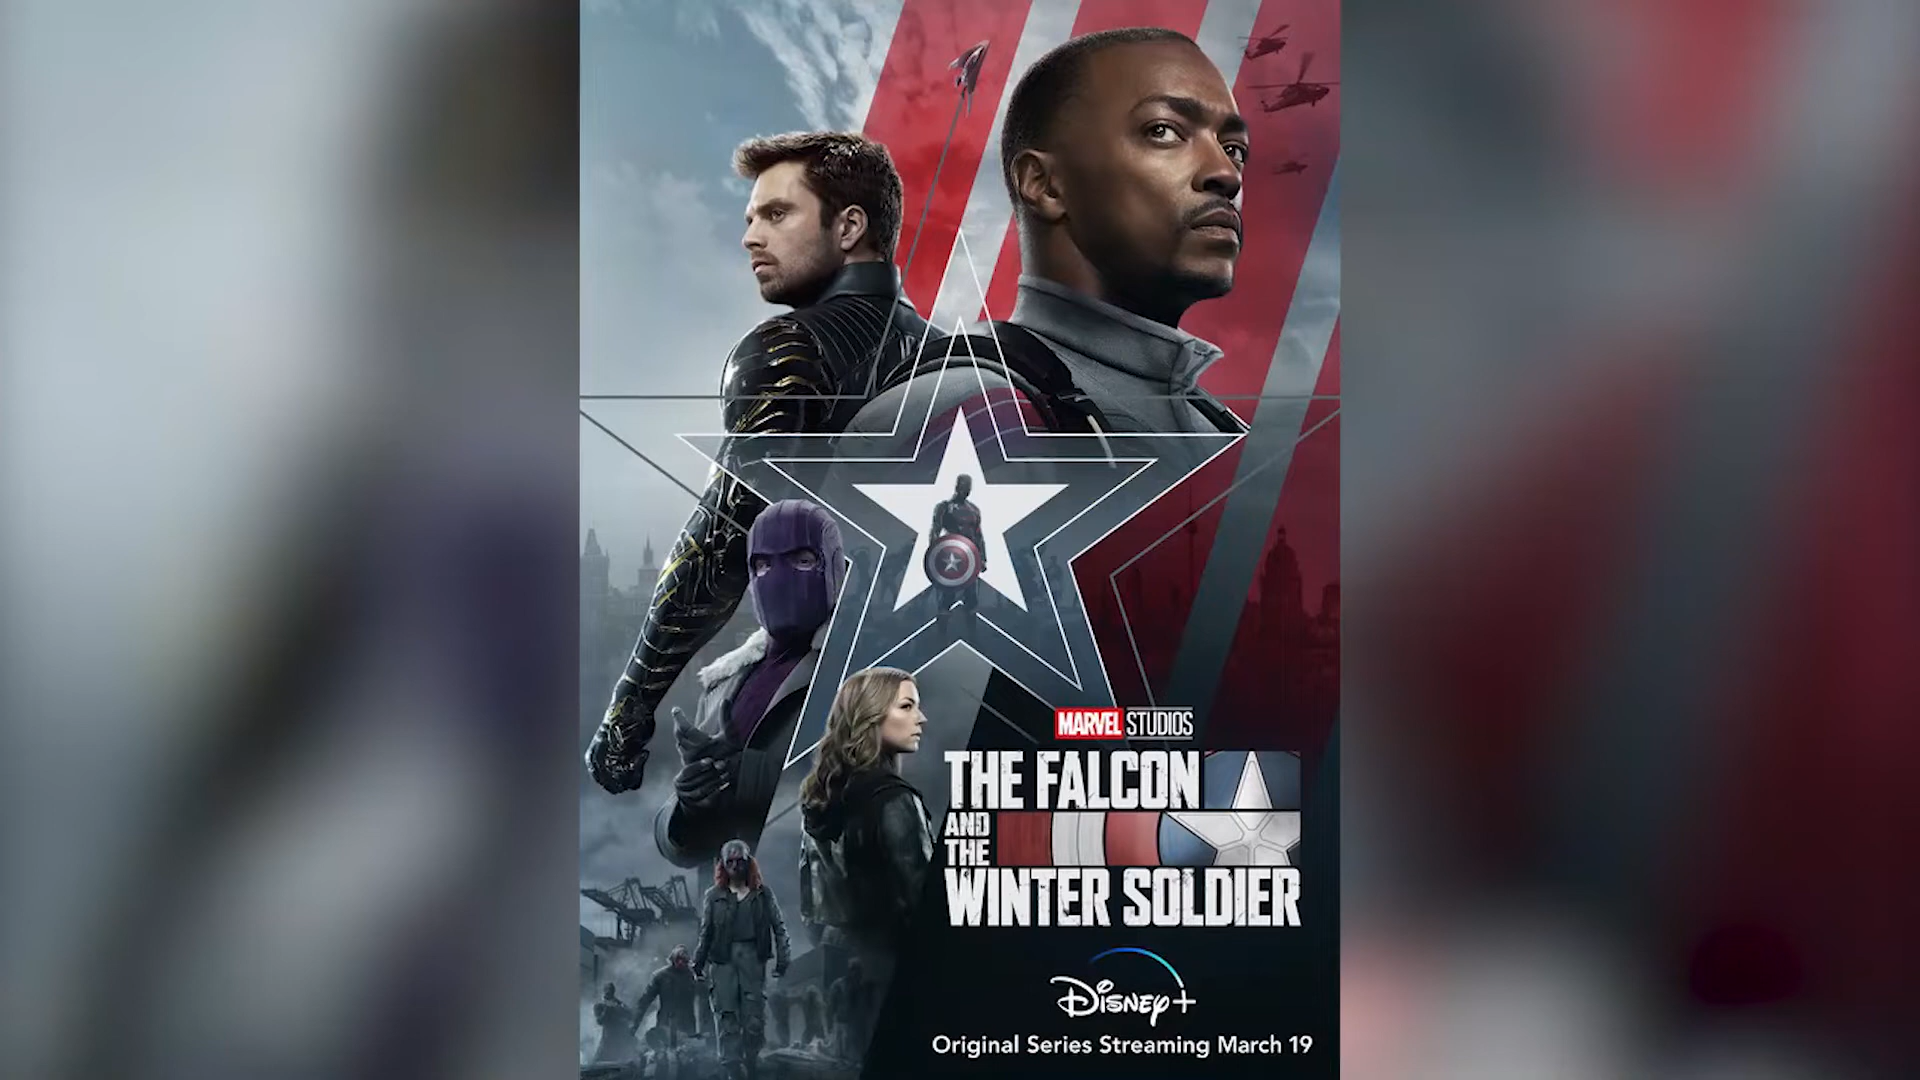 MARVEL STUDIOS
THE FALCON
AND
THE
WINTER SOLDIER
Disney+
Original Series Streaming March 19